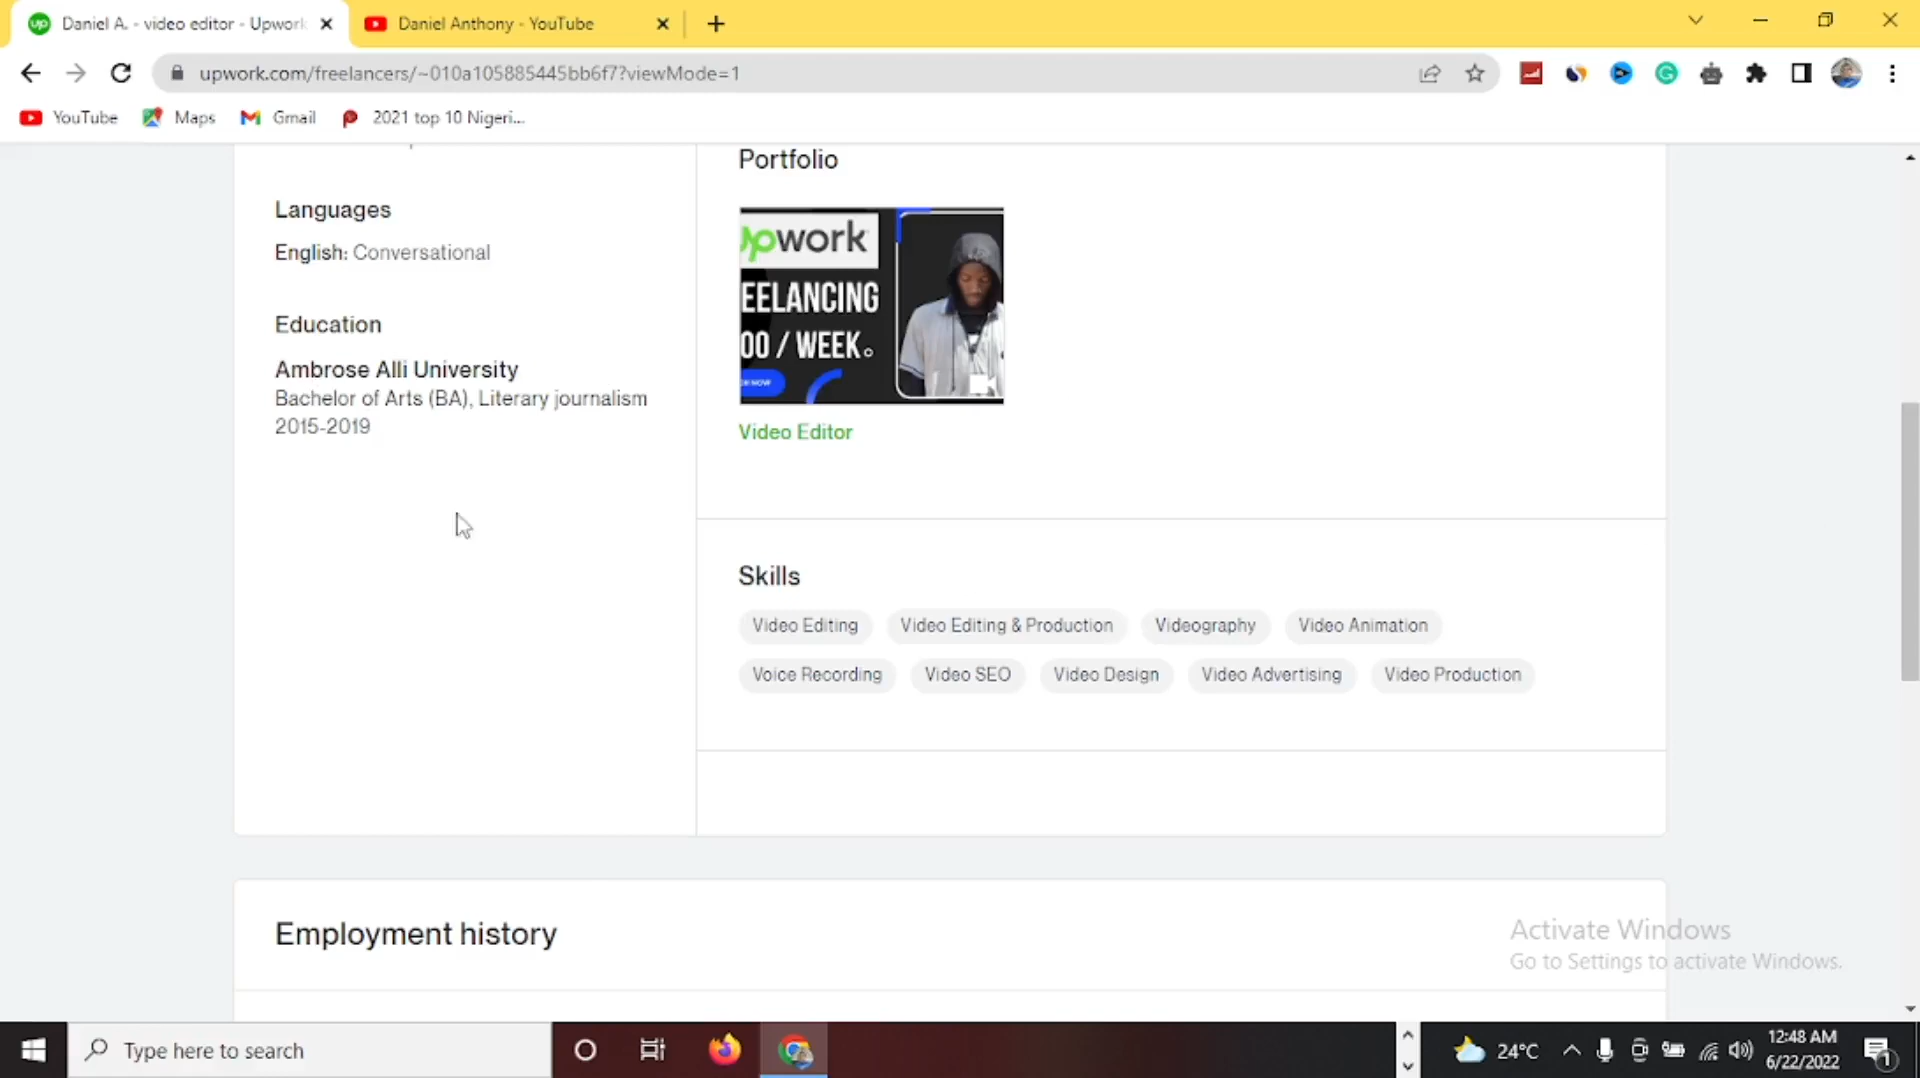 Daniel A. - video editor - Upwork
Daniel Anthony - YouTube
upwork.com/freelancers/~010a105885445bb6f7?viewMode=1
YouTube
Maps
Gmail
2021 top 10 Nigeri...
Languages
English: Conversational
Education
Ambrose Alli University
Bachelor of Arts (BA), Literary journalism
2015-2019
Portfolio
upwork
EELANCING
00 / WEEK
Video Editor
Skills
Video Editing
Video Editing & Production
Videography
Video Animation
Voice Recording
Video SEO
Video Design
Video Advertising
Video Production
Employment history
Activate Windows
Go to Settings to activate Windows.
Type here to search
24°C
12:48 AM
6/22/2022
1